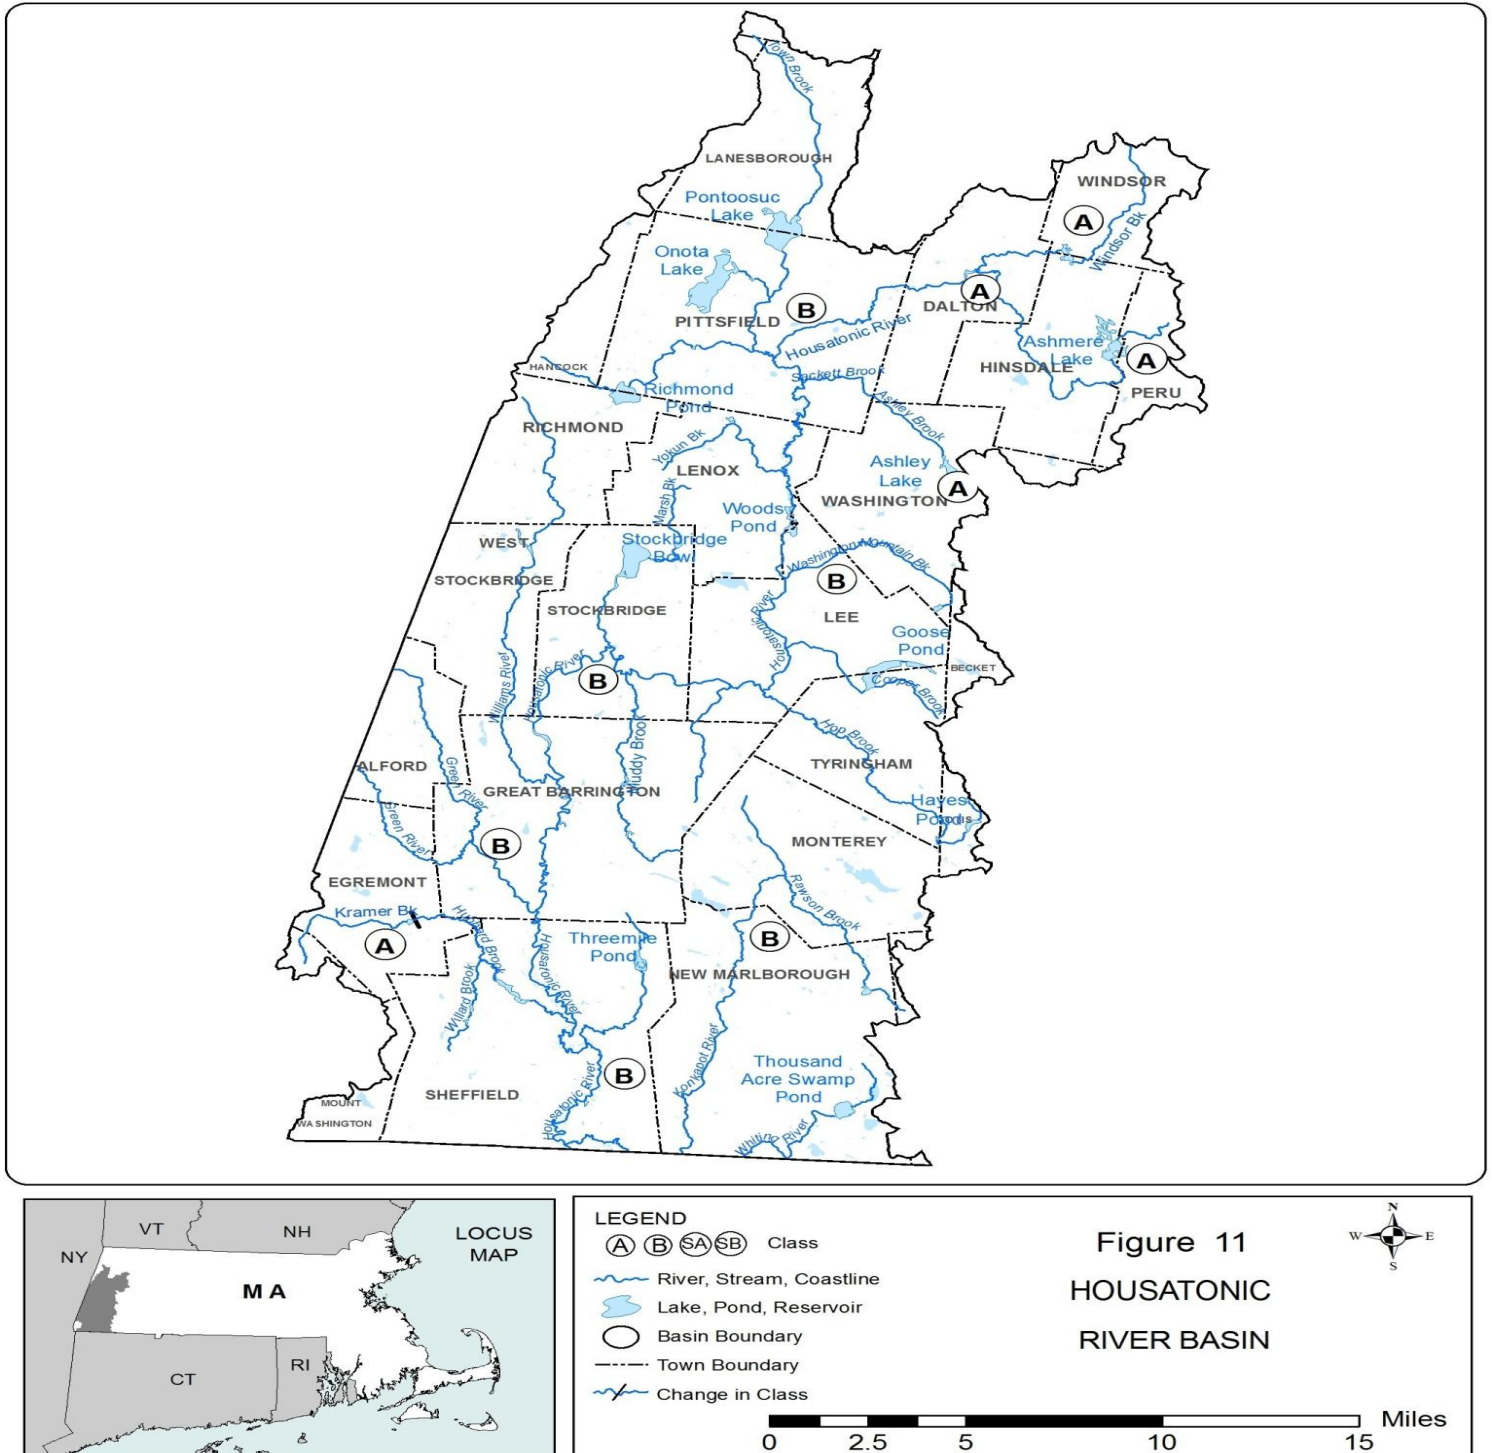 Town Brook
LANESBOROUGH
WINDSOR
Pontoosuc
Lake
A
Windsor Bk
Onota
Lake
A
B
DALTON
PITTSFIELD
Housatonic River
Ashmere
Lake
A
HANCOCK
Sackett Brook
HINSDALE
Richmond
Pond
PERU
Ashley Brook
RICHMOND
Yokun Bk
LENOX
Ashley
Lake
A
Marsh Bk
WASHINGTON
Woods
Pond
WEST
Stockbridge
Bowl
Washington Mountain Bk
STOCKBRIDGE
B
STOCKBRIDGE
Housatonic River
LEE
Goose
Pond
Williams River
Housatonic River
B
BECKET
Cooper Brook
Muddy Brook
Hop Brook
ALFORD
Green River
TYRINGHAM
GREAT BARRINGTON
Hayes
Pond
Green River
B
MONTEREY
EGREMONT
Rawson Brook
Kramer Bk
Hubbard Brook
A
Threemile
Pond
B
Housatonic River
NEW MARLBOROUGH
Willard Brook
Konkapot River
Thousand
Acre Swamp
Pond
B
SHEFFIELD
Housatonic River
MOUNT
WASHINGTON
Whiting River
VT
NH
NY
LOCUS
MAP
MA
CT
RI
LEGEND
A B SA SB Class
River, Stream, Coastline
Lake, Pond, Reservoir
Basin Boundary
Town Boundary
Change in Class
Figure 11
HOUSATONIC
RIVER BASIN
N
W E
S
Miles
0 2.5 5 10 15